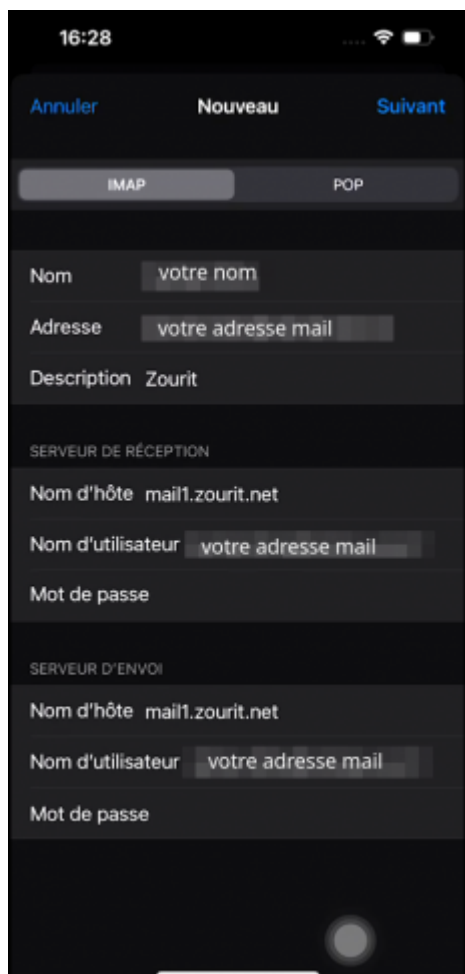 16:28
Annuler Nouveau Suivant
IMAP POP
Nom votre nom
Adresse votre adresse mail
Description Zourit
SERVEUR DE RÉCEPTION
Nom d'hôte mail1.zourit.net
Nom d'utilisateur votre adresse mail
Mot de passe
SERVEUR D'ENVOI
Nom d'hôte mail1.zourit.net
Nom d'utilisateur votre adresse mail
Mot de passe